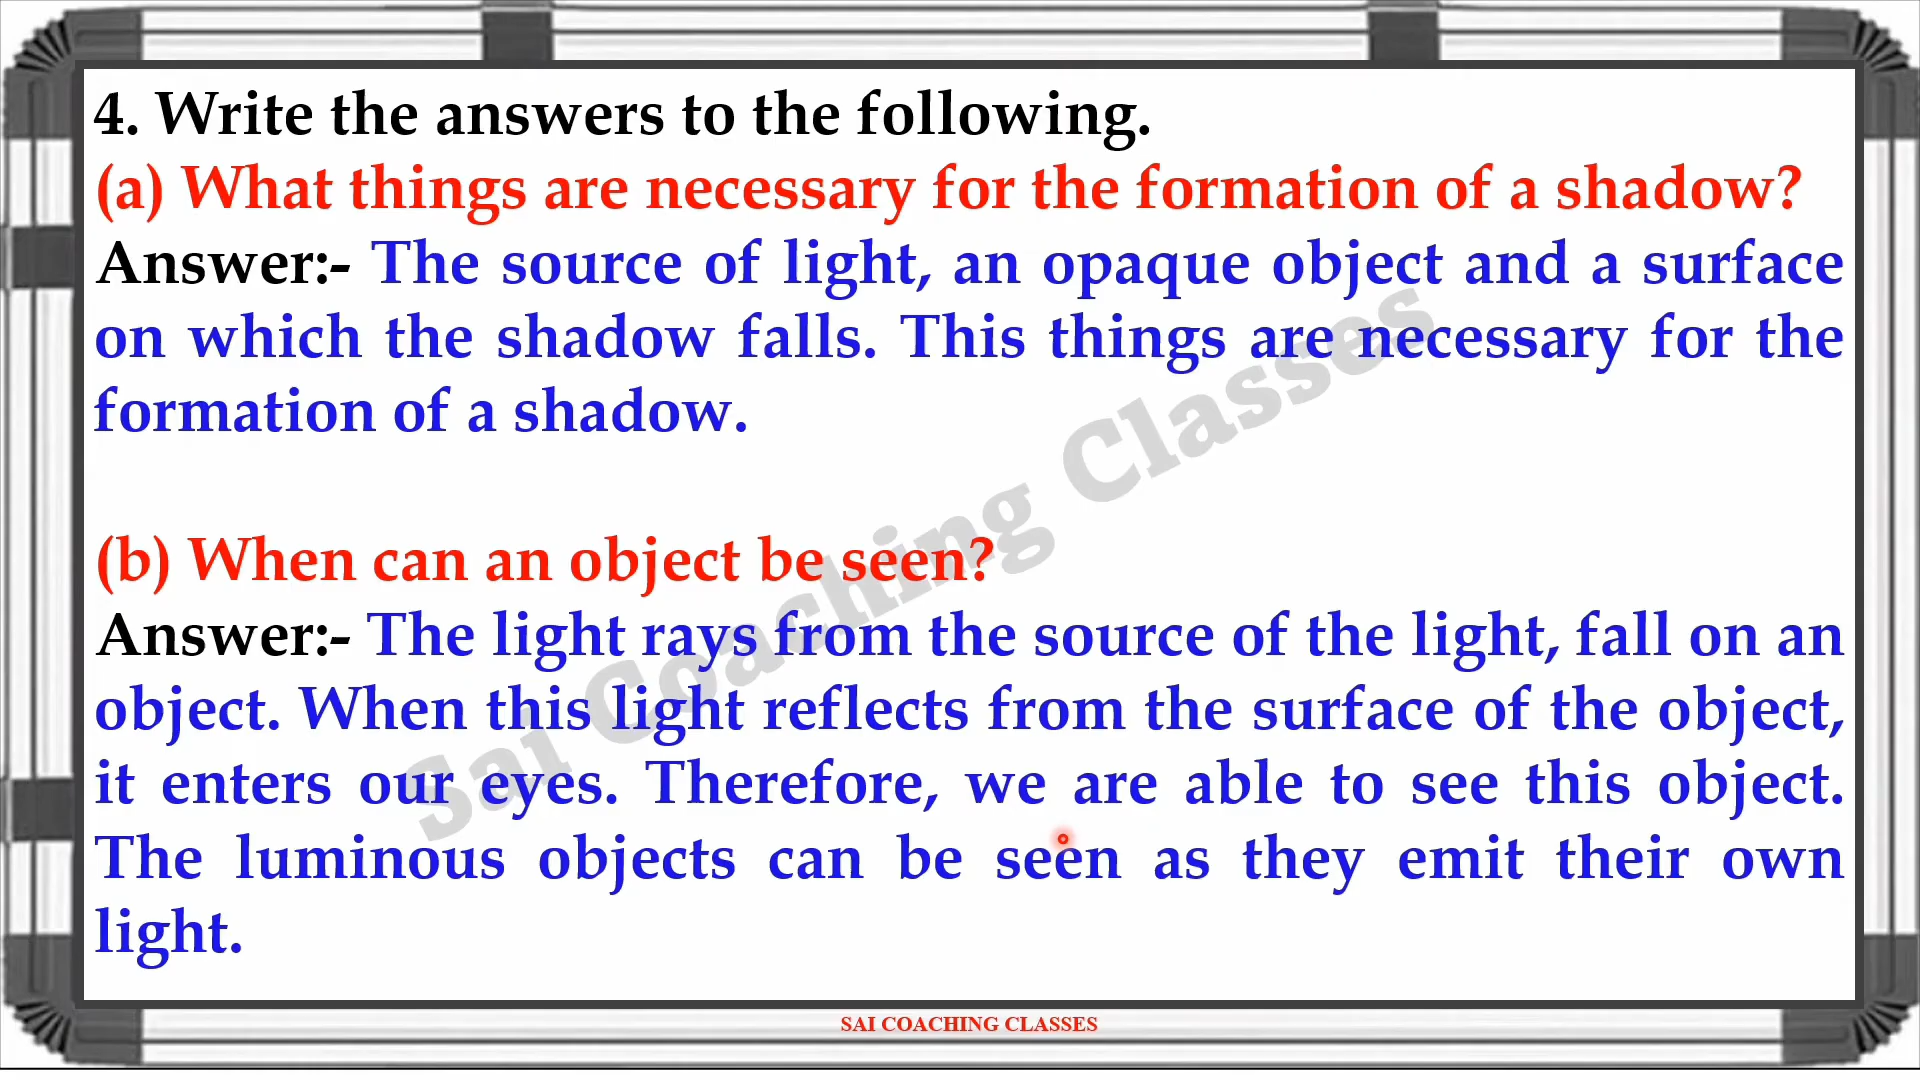 4. Write the answers to the following.
(a) What things are necessary for the formation of a shadow?
Answer:- The source of light, an opaque object and a surface
on which the shadow falls. This things are necessary for the
formation of a shadow.
(b) When can an object be seen?
Answer:- The light rays from the source of the light, fall on an
object. When this light reflects from the surface of the object,
it enters our eyes. Therefore, we are able to see this object.
The luminous objects can be seen as they emit their own
light.
Sai Coaching Classes
SAI COACHING CLASSES